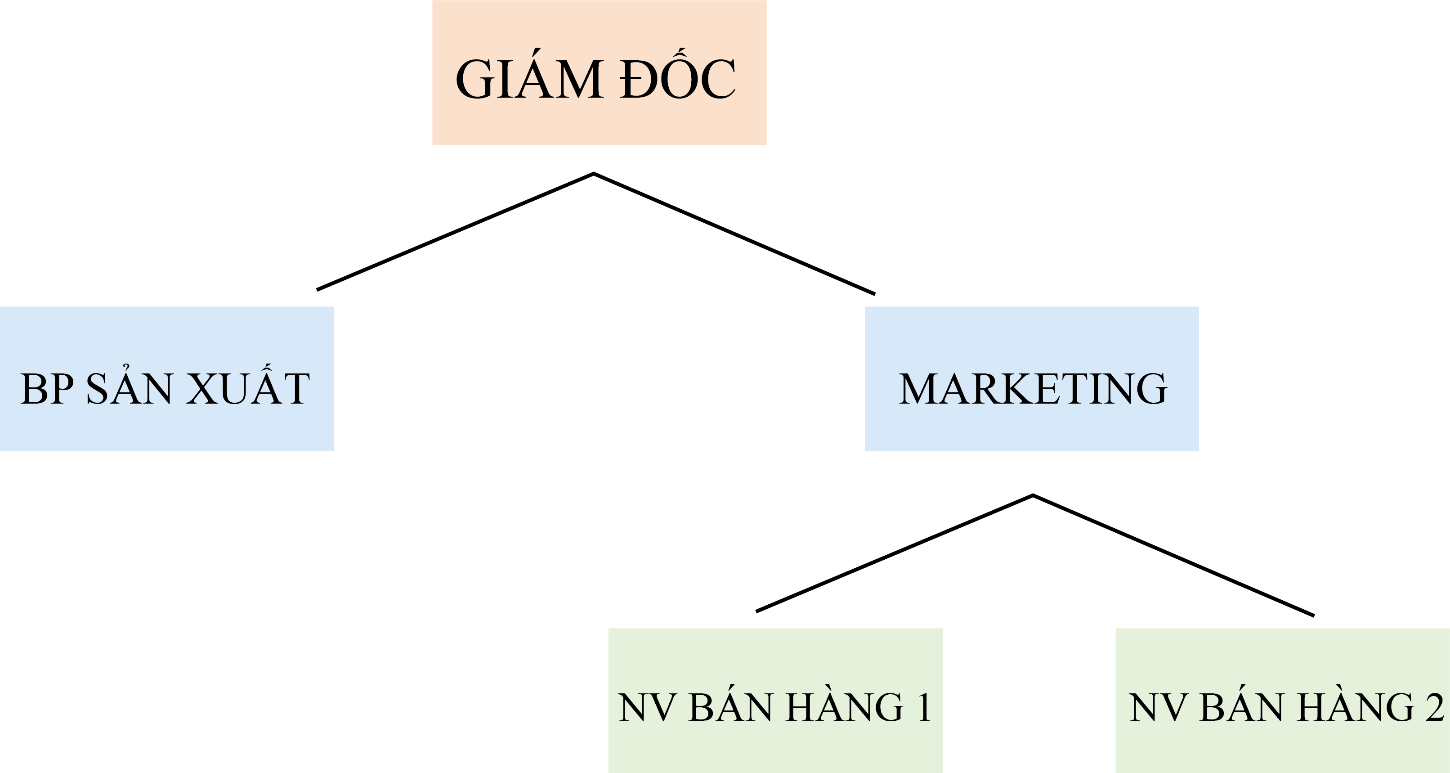 GIÁM ĐỐC
BP SẢN XUẤT
MARKETING
NV BÁN HÀNG 1
NV BÁN HÀNG 2